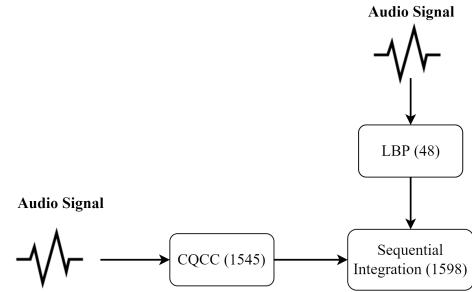 Audio Signal
LBP (48)
Audio Signal
CQCC (1545)
Sequential
Integration (1598)